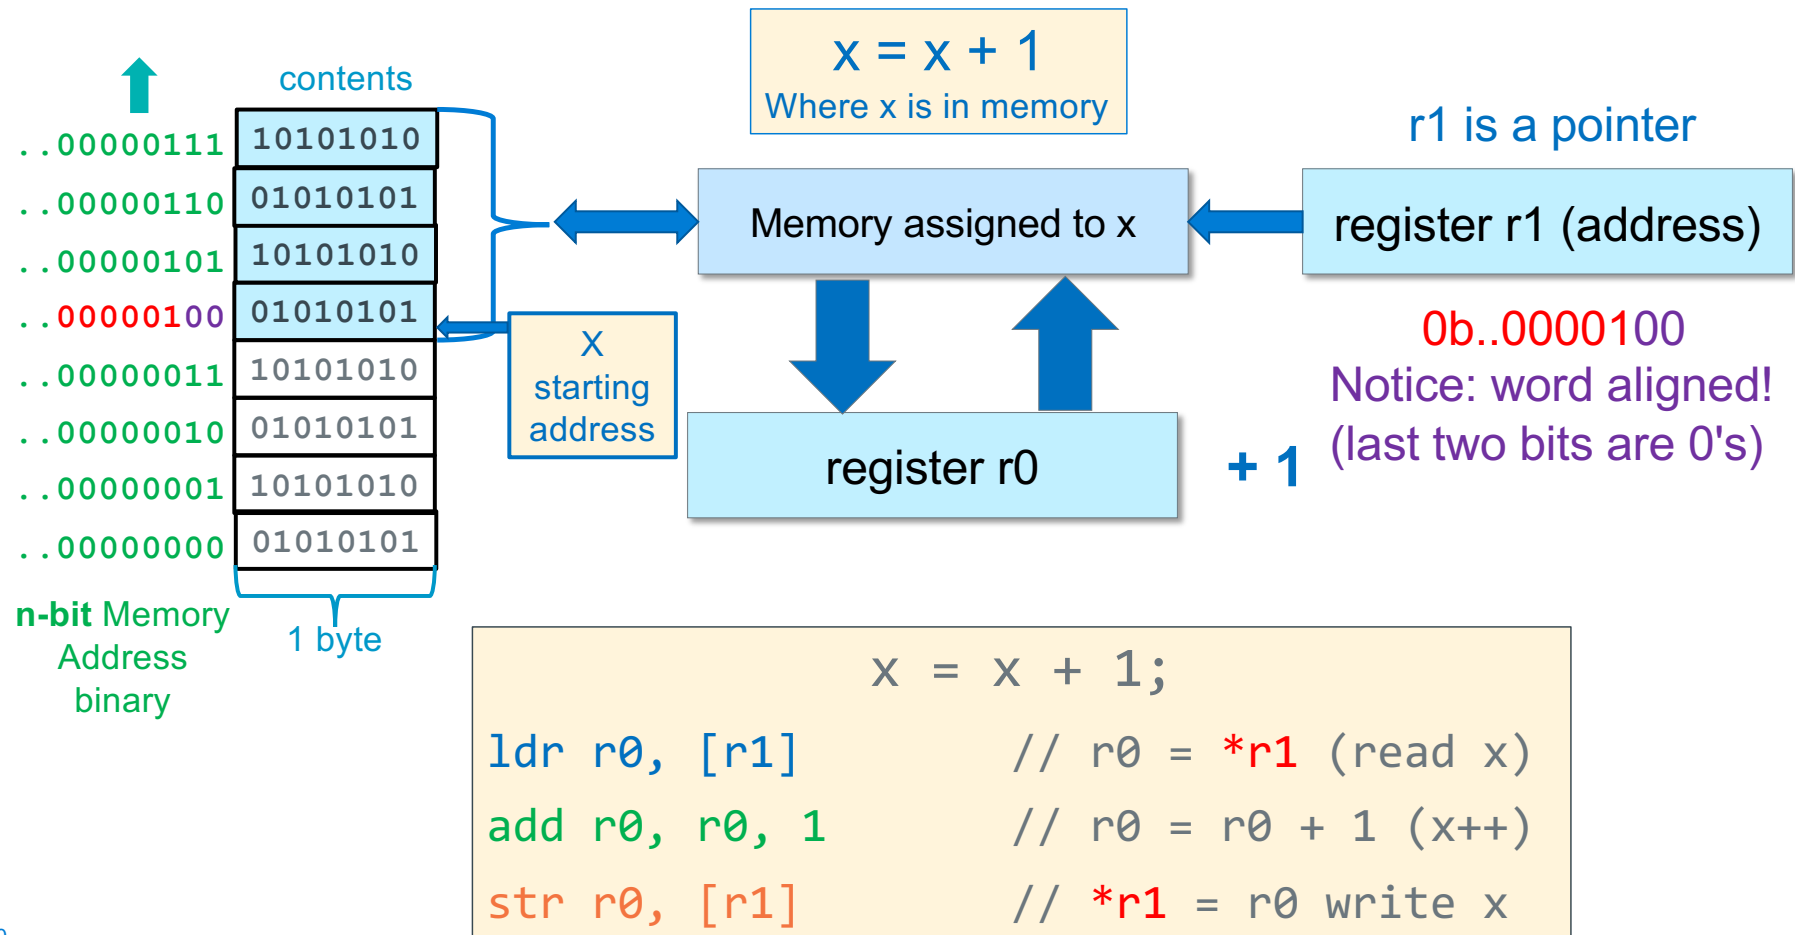 x = x + 1
Where x is in memory
contents
..00000111 10101010
..00000110 01010101
..00000101 10101010
..00000100 01010101
..00000011 10101010
..00000010 01010101
..00000001 10101010
..00000000 01010101
n-bit Memory
Address
binary
1 byte
X
starting
address
Memory assigned to x
register r0
+ 1
r1 is a pointer
register r1 (address)
0b..0000100
Notice: word aligned!
(last two bits are 0's)
x = x + 1;
ldr r0, [r1] // r0 = *r1 (read x)
add r0, r0, 1 // r0 = r0 + 1 (x++)
str r0, [r1] // *r1 = r0 write x